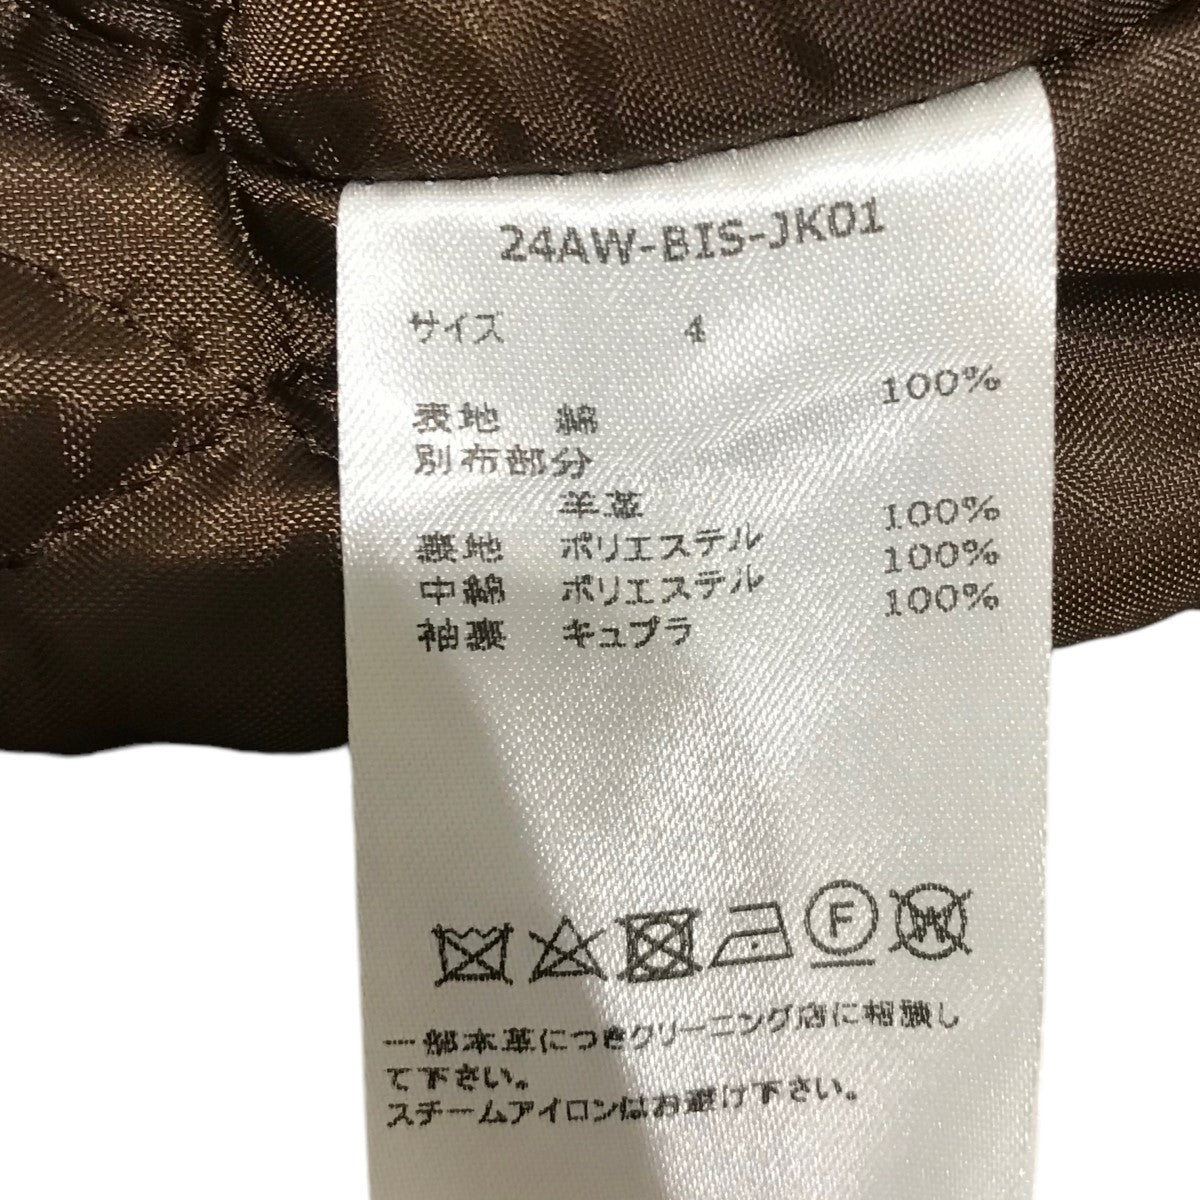 24AW-BIS-JK01
サイズ 4
表地 綿 100%
別布部分
羊革 100%
裏地 ポリエステル 100%
中綿 ポリエステル 100%
袖裏 キュプラ
F W
一部本革につきクリーニング店に相談し
て下さい。
スチームアイロンはお避け下さい。